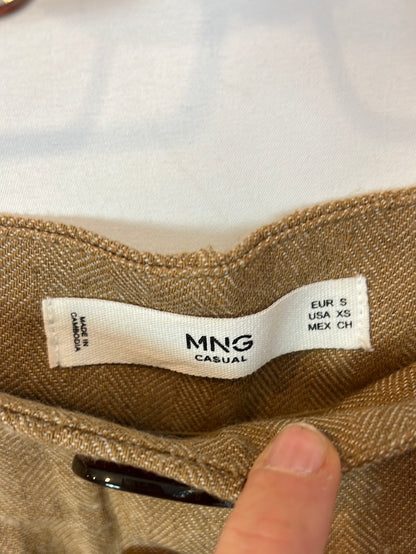 MADE IN
CAMBODIA
MNG
CASUAL
EUR S
USA XS
MEX CH